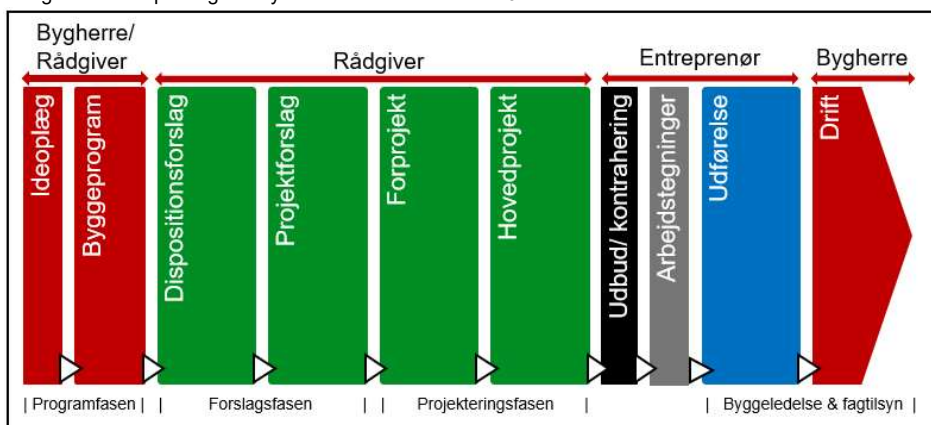 Bygherre/
Rådgiver
Rådgiver
Entreprenør
Bygherre
Ideoplæg
Byggeprogram
Dispositionsforslag
Projektforslag
Forprojekt
Hovedprojekt
Udbud/ kontrahering
Arbejdstegninger
Udførelse
Drift
| Programfasen | | Forslagsfasen | | Projekteringsfasen | | Byggeledelse & fagtilsyn |